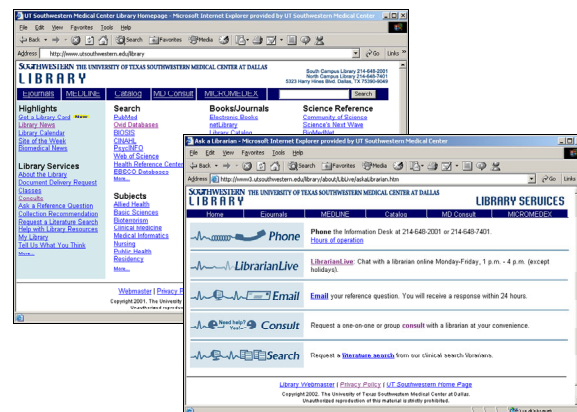 UT Southwestern Medical Center Library Homepage - Microsoft Internet Explorer provided by UT Southwestern Medical Center
File Edit View Favorites Tools Help
Back Search Favorites Media
Address http://www.utsouthwestern.edu/library Go Links
SOUTHWESTERN THE UNIVERSITY OF TEXAS SOUTHWESTERN MEDICAL CENTER AT DALLAS
LIBRARY
South Campus Library 214-648-2001
North Campus Library 214-648-7401
5323 Harry Hines Blvd. Dallas, TX 75390-9049
Ejournals MEDLINE Catalog MD Consult MICROMEDEX Search
Highlights
Get a Library Card New
Library News
Library Calendar
Site of the Week
Biomedical News
Library Services
About the Library
Document Delivery Request
Classes
Consults
Ask a Reference Question
Collection Recommendation
Request a Literature Search
Help with Library Resources
My Library
Tell Us What You Think
More...
Search
PubMed
Ovid Databases
BIOSIS
CINAHL
PsycINFO
Web of Science
Health Reference Center
EBSCO Databases
More...
Subjects
Allied Health
Basic Sciences
Bioterrorism
Clinical Medicine
Medical Informatics
Nursing
Public Health
Residency
More...
Books/Journals
Electronic Books
netLibrary
Library Catalog
Science Reference
Community of Science
Science's Next Wave
BioMedNet
Webmaster | Privacy P
Copyright 2001. The University
Unauthorized reproduction
Ask a Librarian - Microsoft Internet Explorer provided by UT Southwestern Medical Center
File Edit View Favorites Tools Help
Back Search Favorites Media
Address http://www3.utsouthwestern.edu/library/about/LibLive/askaLibrarian.htm Go Links
SOUTHWESTERN THE UNIVERSITY OF TEXAS SOUTHWESTERN MEDICAL CENTER AT DALLAS
LIBRARY LIBRARY SERVICES
Home Ejournals MEDLINE Catalog MD Consult MICROMEDEX
Phone
Phone the Information Desk at 214-648-2001 or 214-648-7401.
Hours of operation
LibrarianLive
LibrarianLive: Chat with a librarian online Monday-Friday, 1 p.m. - 4 p.m. (except
holidays).
Email
Email your reference question. You will receive a response within 24 hours.
Need help? Yes! Consult
Request a one-on-one or group consult with a librarian at your convenience.
Search
Request a literature search from our clinical search librarians.
Library Webmaster | Privacy Policy | UT Southwestern Home Page
Copyright 2002. The University of Texas Southwestern Medical Center at Dallas.
Unauthorized reproduction of this material is strictly prohibited.